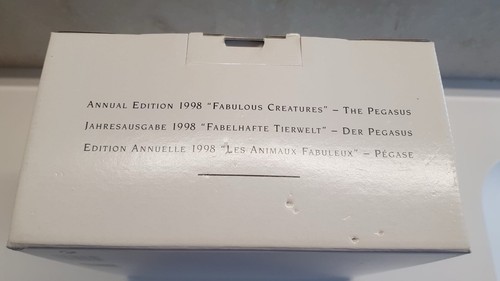 Annual Edition 1998 "Fabulous Creatures" – The Pegasus
Jahresausgabe 1998 "Fabelhafte Tierwelt" – Der Pegasus
Edition Annuelle 1998 "Les Animaux Fabuleux" – Pégase